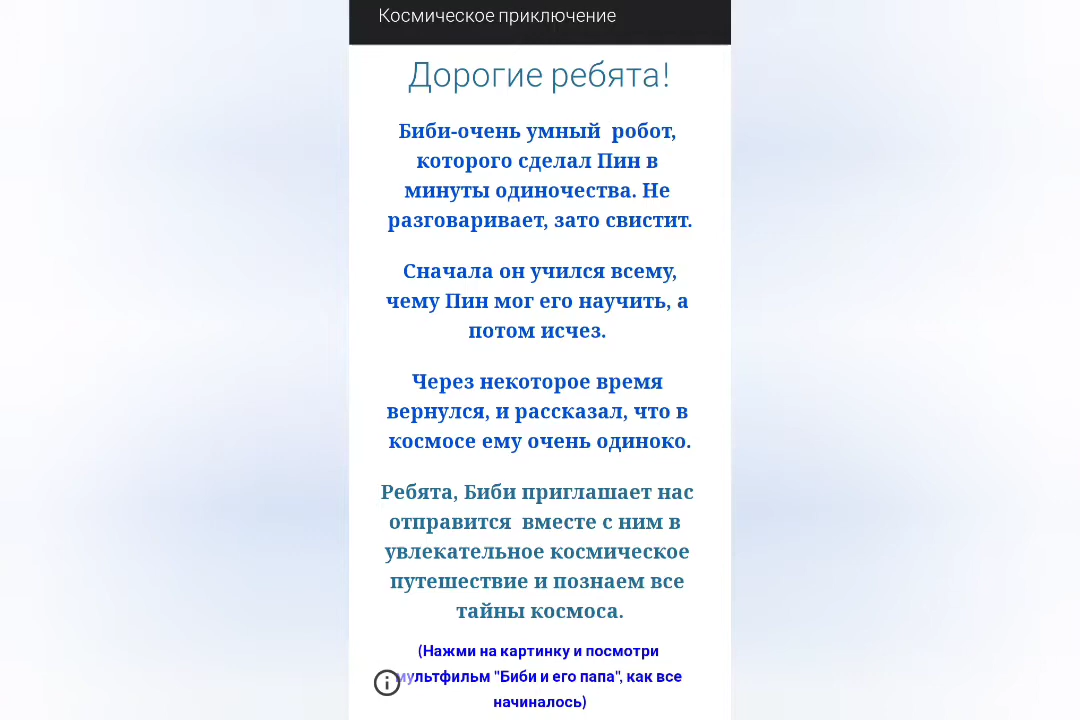 Космическое приключение
Дорогие ребята!
Биби-очень умный  робот,
которого сделал Пин в
минуты одиночества. Не
разговаривает, зато свистит.
Сначала он учился всему,
чему Пин мог его научить, а
потом исчез.
Через некоторое время
вернулся, и рассказал, что в
космосе ему очень одиноко.
Ребята, Биби приглашает нас
отправится  вместе с ним в
увлекательное космическое
путешествие и познаем все
тайны космоса.
(Нажми на картинку и посмотри
мультфильм "Биби и его папа", как все
начиналось)